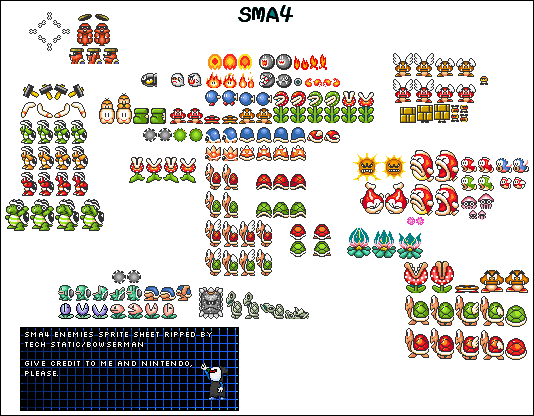 SMA4
SMA4 ENEMIES SPRITE SHEET RIPPED BY
TECH STATIC/BOWSERMAN
GIVE CREDIT TO ME AND NINTENDO,
PLEASE.